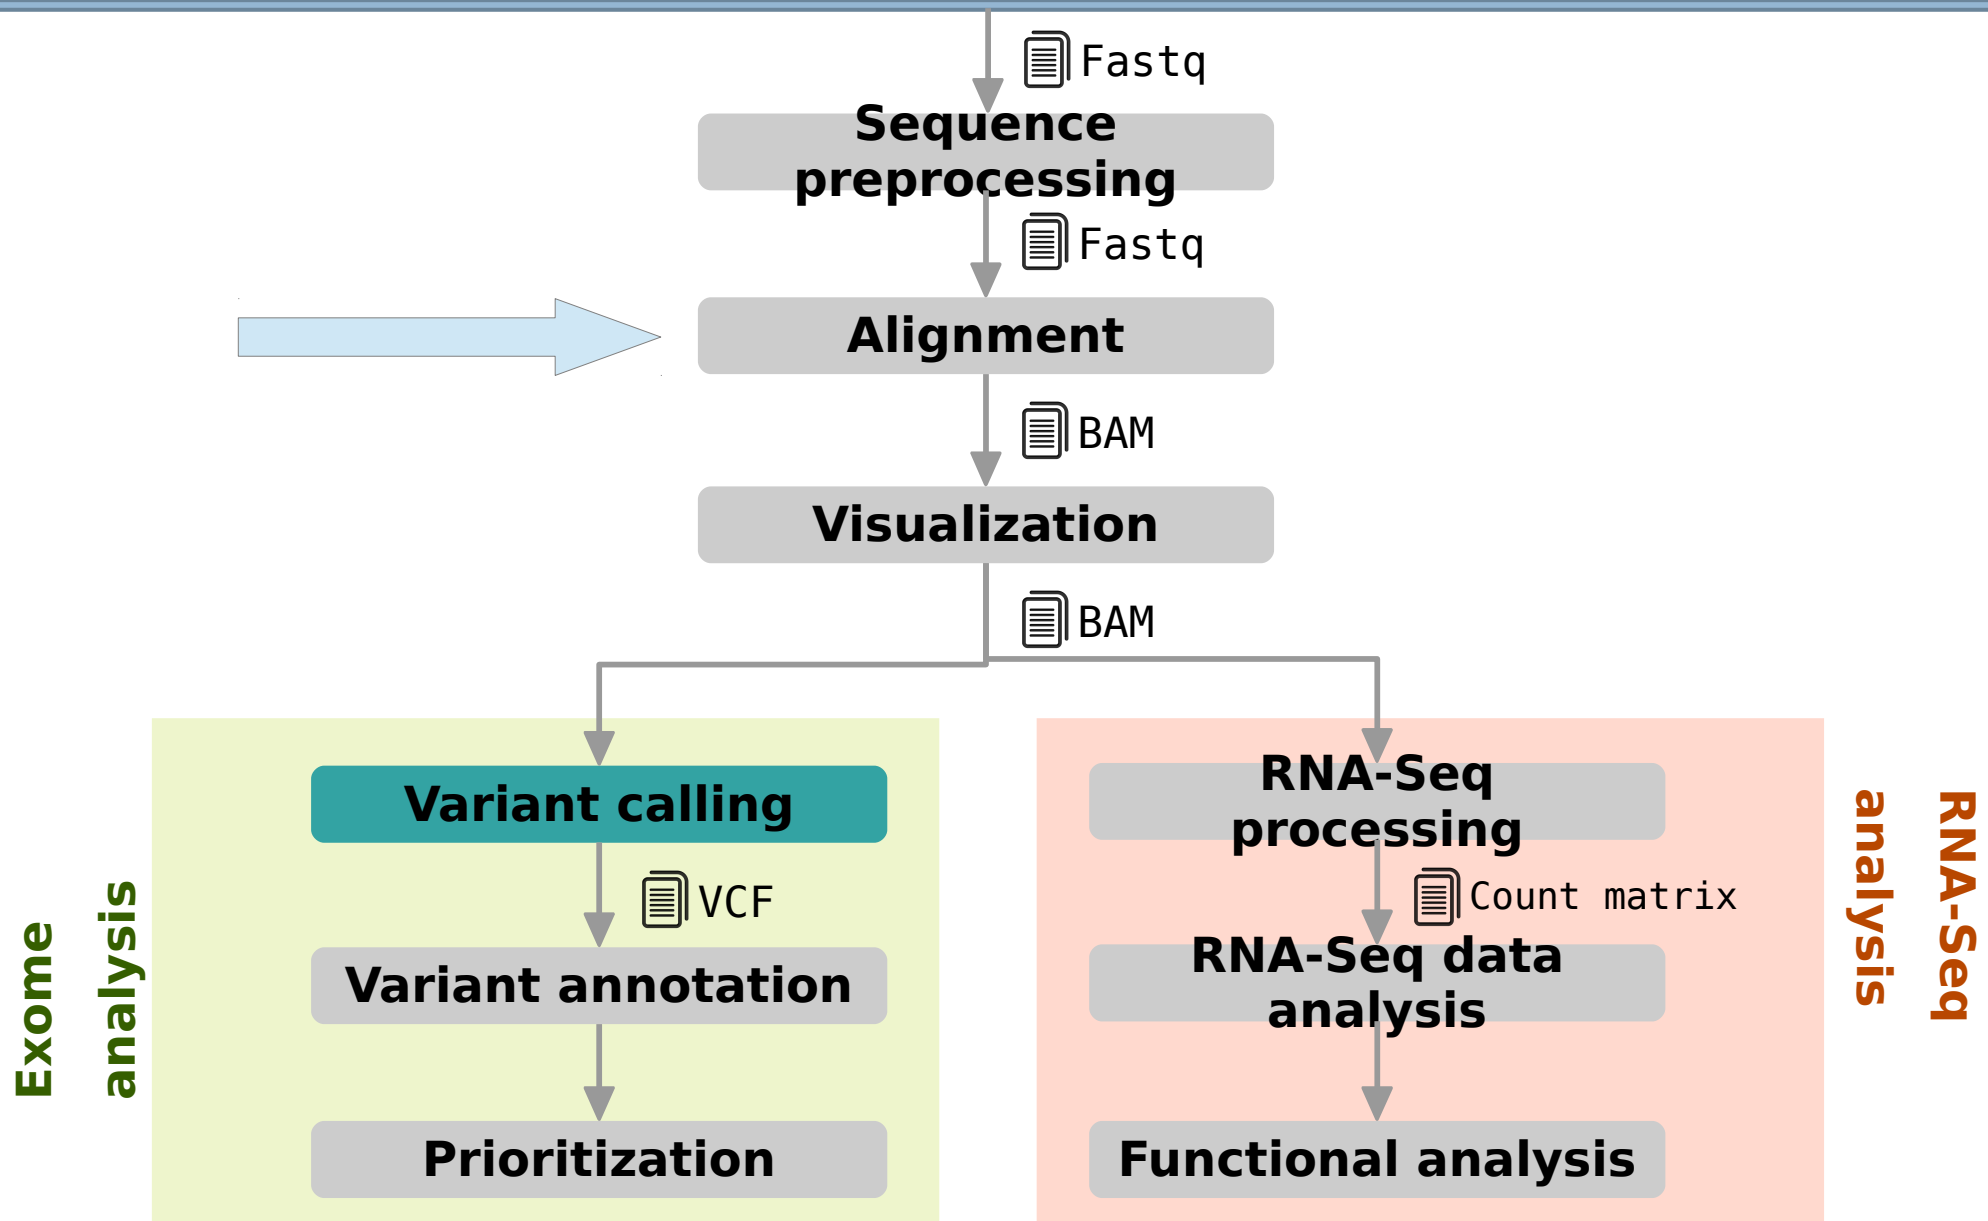 Fastq
Sequence
preprocessing
Fastq
Alignment
BAM
Visualization
BAM
Exome
analysis
Variant calling
VCF
Variant annotation
Prioritization
RNA-Seq
processing
Count matrix
RNA-Seq data
analysis
Functional analysis
RNA-Seq
analysis